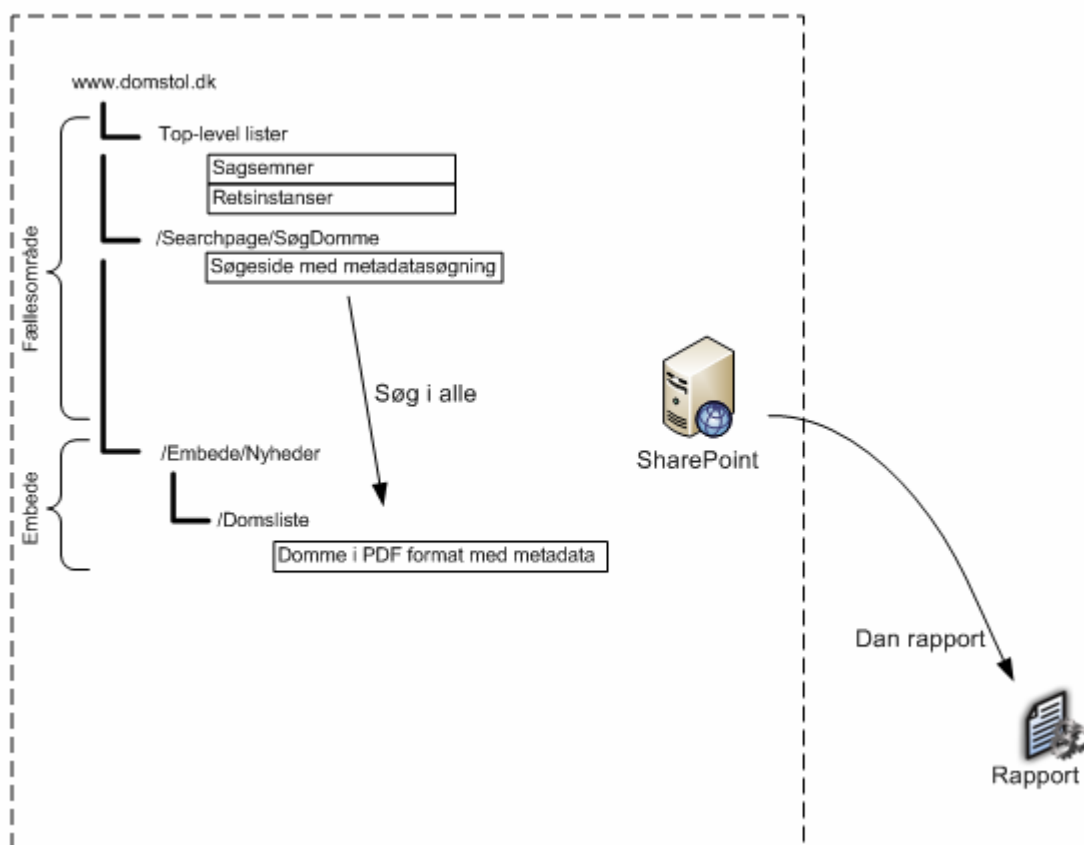 www.domstol.dk
Top-level lister
Sagsemner
Retsinstanser
/Searchpage/SøgDomme
Søgeside med metadatasøgning
Fællesområde
Søg i alle
SharePoint
/Embede/Nyheder
Embede
/Domsliste
Domme i PDF format med metadata
Dan rapport
Rapport